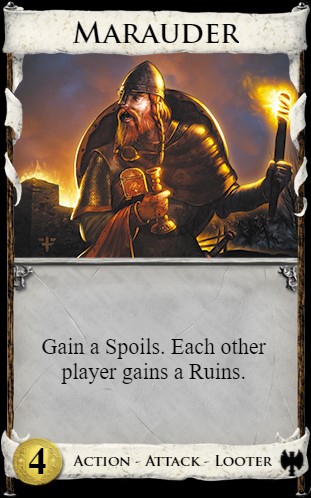 MARAUDER
Gain a Spoils. Each other
player gains a Ruins.
4 ACTION - ATTACK - LOOTER